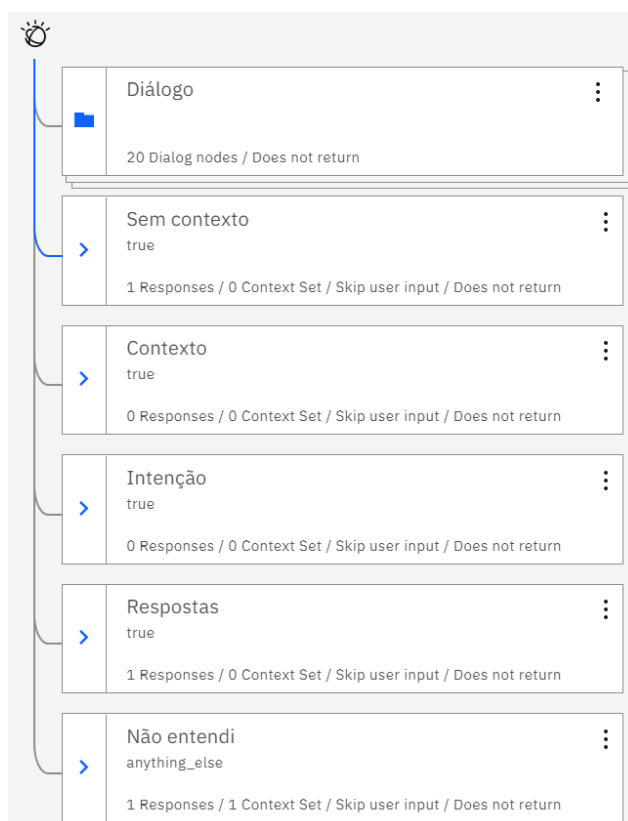 Diálogo
20 Dialog nodes / Does not return
Sem contexto
true
1 Responses / 0 Context Set / Skip user input / Does not return
Contexto
true
0 Responses / 0 Context Set / Skip user input / Does not return
Intenção
true
0 Responses / 0 Context Set / Skip user input / Does not return
Respostas
true
1 Responses / 0 Context Set / Skip user input / Does not return
Não entendi
anything_else
1 Responses / 1 Context Set / Skip user input / Does not return